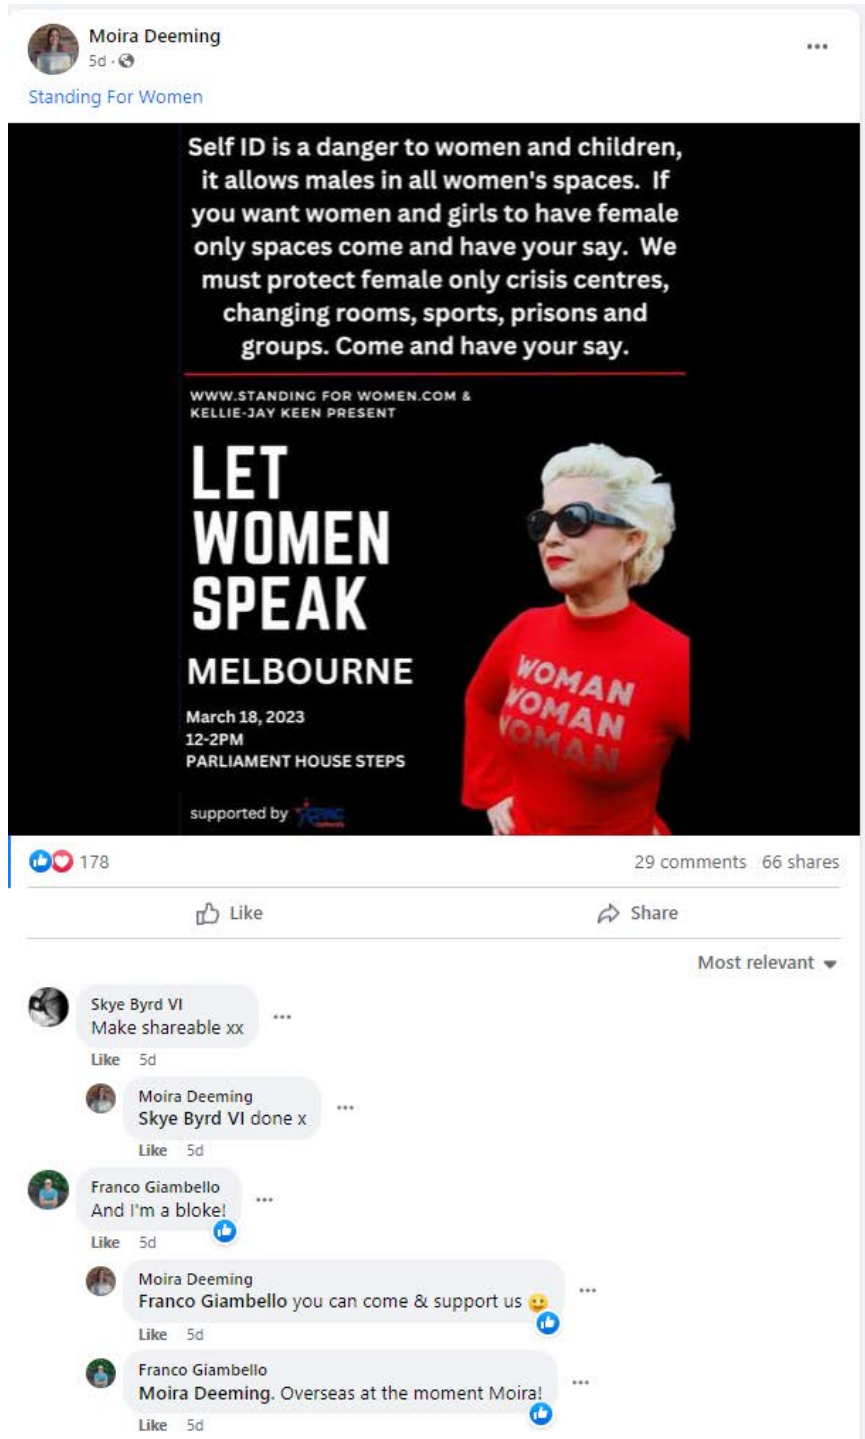 Moira Deeming
5d ·
Standing For Women
Self ID is a danger to women and children,
it allows males in all women's spaces. If
you want women and girls to have female
only spaces come and have your say. We
must protect female only crisis centres,
changing rooms, sports, prisons and
groups. Come and have your say.
WWW.STANDING FOR WOMEN.COM &
KELLIE-JAY KEEN PRESENT
LET
WOMEN
SPEAK
MELBOURNE
March 18, 2023
12-2PM
PARLIAMENT HOUSE STEPS
supported by CPAC
WOMAN
WOMAN
WOMAN
178
29 comments 66 shares
Like
Share
Most relevant
Skye Byrd VI
Make shareable xx
Like 5d
Moira Deeming
Skye Byrd VI done x
Like 5d
Franco Giambello
And I'm a bloke!
Like 5d
Moira Deeming
Franco Giambello you can come & support us
Like 5d
Franco Giambello
Moira Deeming. Overseas at the moment Moira!
Like 5d